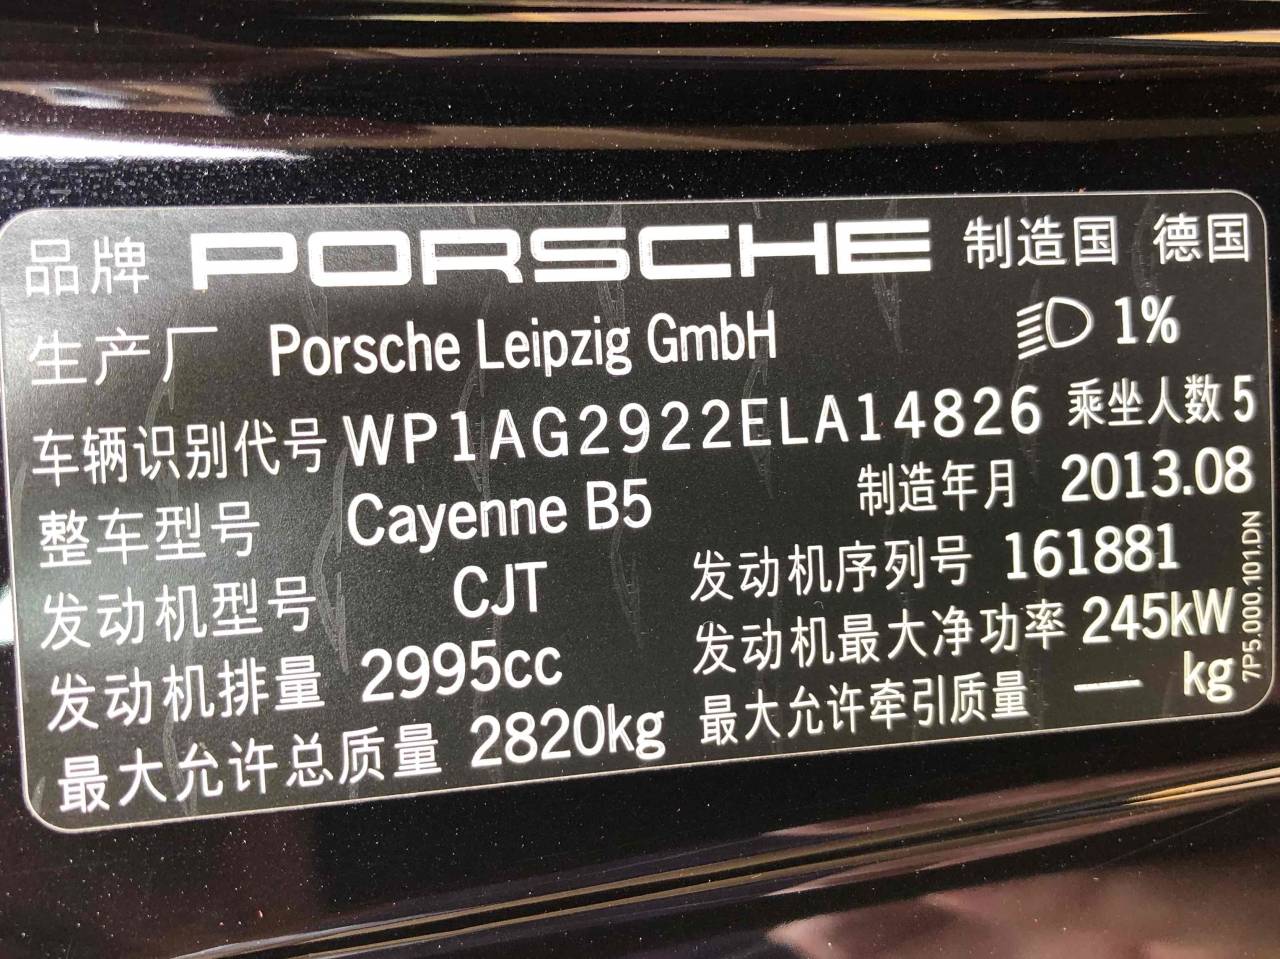 品牌 PORSCHE 制造国 德国
生产厂 Porsche Leipzig GmbH 1%
车辆识别代号 WP1AG2922ELA14826 乘坐人数 5
整车型号 Cayenne B5 制造年月 2013.08
发动机型号 CJT 发动机序列号 161881
发动机排量 2995cc 发动机最大净功率 245kW
最大允许总质量 2820kg 最大允许牵引质量 — kg
7P5.000.101.DN